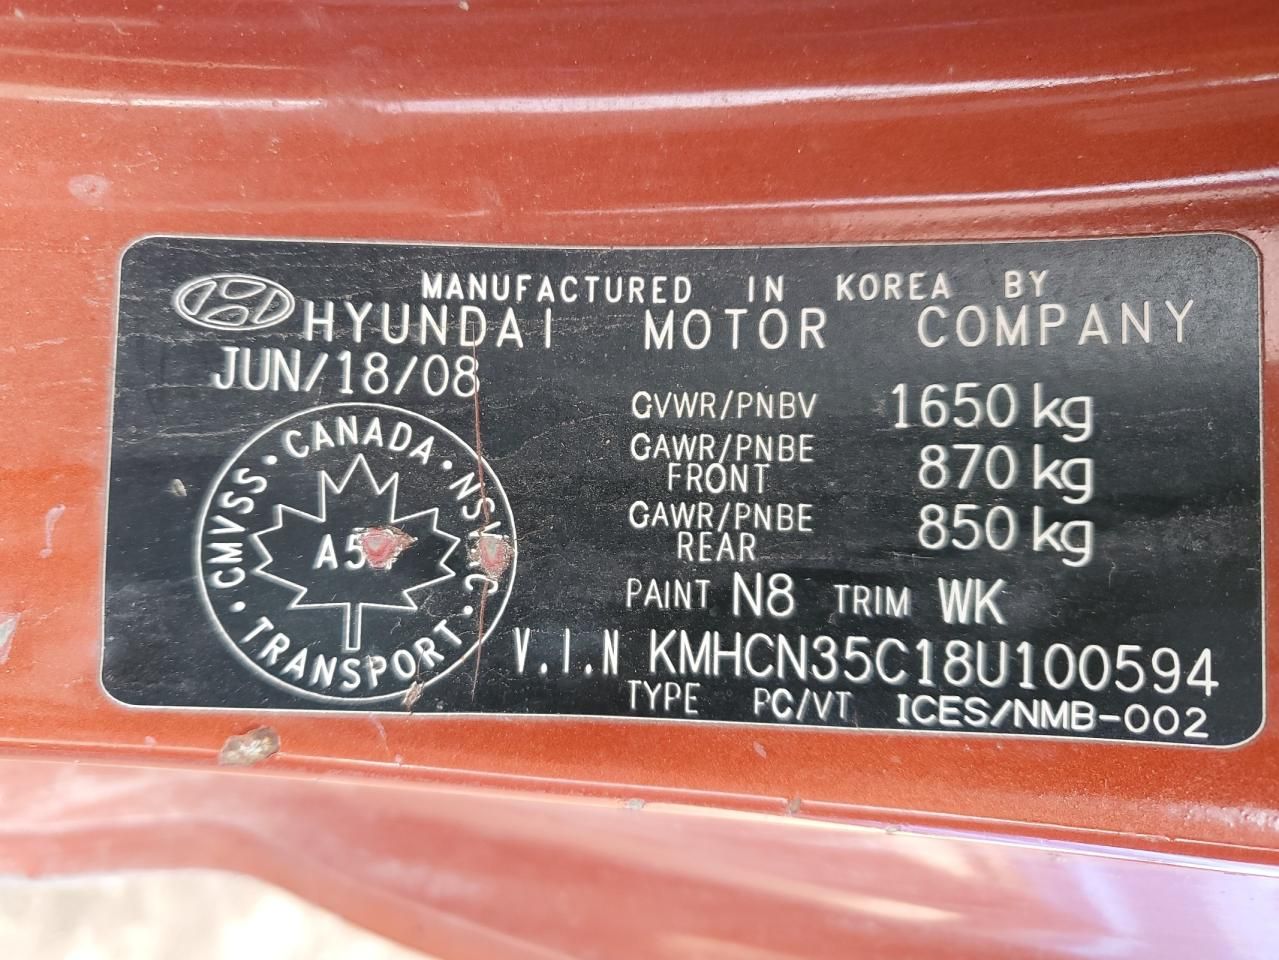 MANUFACTURED IN KOREA BY
HYUNDAI MOTOR COMPANY
JUN/18/08
GVWR/PNBV 1650 kg
GAWR/PNBE FRONT 870 kg
GAWR/PNBE REAR 850 kg
PAINT N8 TRIM WK
V.I.N KMHCN35C18U100594
TYPE PC/VT ICES/NMB-002
CANADA
CMVSS
TRANSPORT